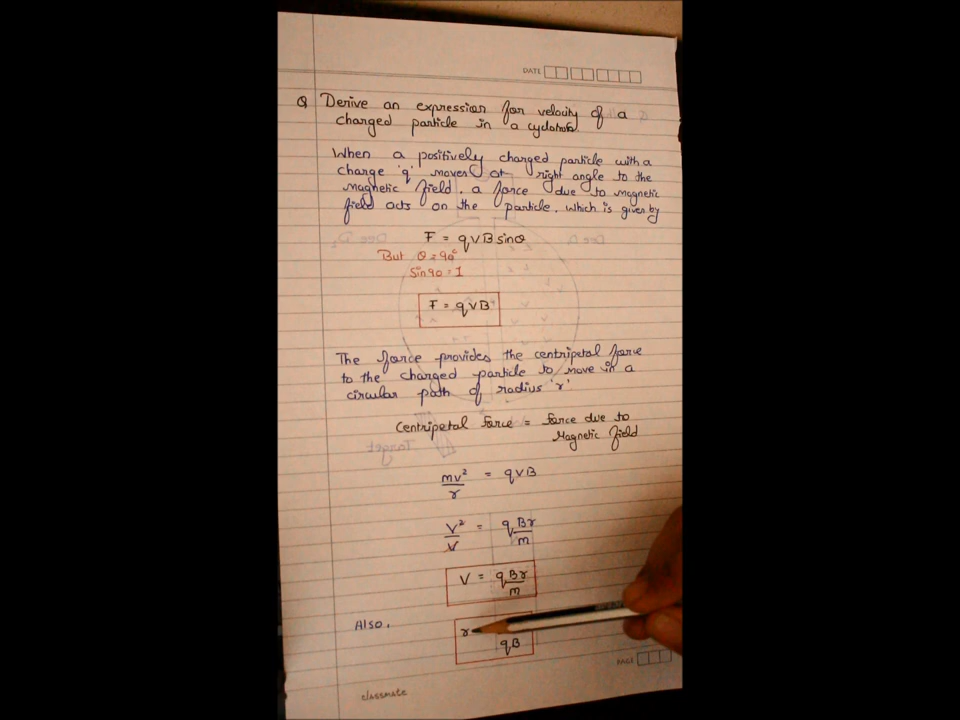 DATE
Q Derive an expression for velocity of a
charged particle in a cyclotron.
When a positively charged particle with a
charge 'q' moves at right angle to the
magnetic field, a force due to magnetic
field acts on the particle. Which is given by
F = qVB sinθ
But θ = 90°
Sin90 = 1
F = qVB
The force provides the centripetal force
to the charged particle to move in a
circular path of radius 'r'
Centripetal force = force due to
Magnetic field
mv²/r = qVB
V²/V = qBr/m
V = qBr/m
Also,
r
qB
PAGE
classmate
Dee D₁
Target